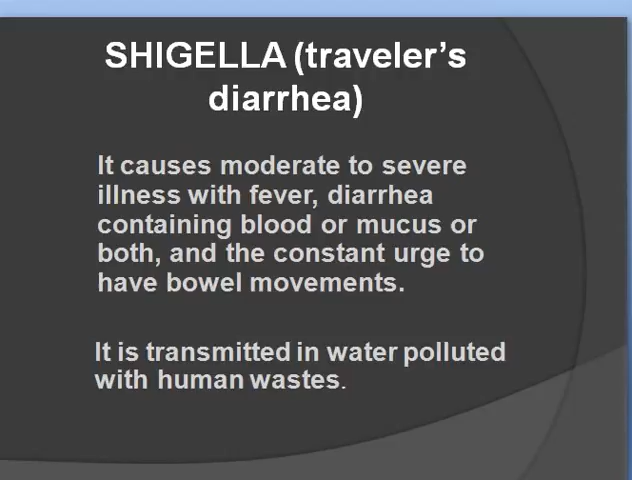 SHIGELLA (traveler’s
diarrhea)
It causes moderate to severe
illness with fever, diarrhea
containing blood or mucus or
both, and the constant urge to
have bowel movements.
It is transmitted in water polluted
with human wastes.